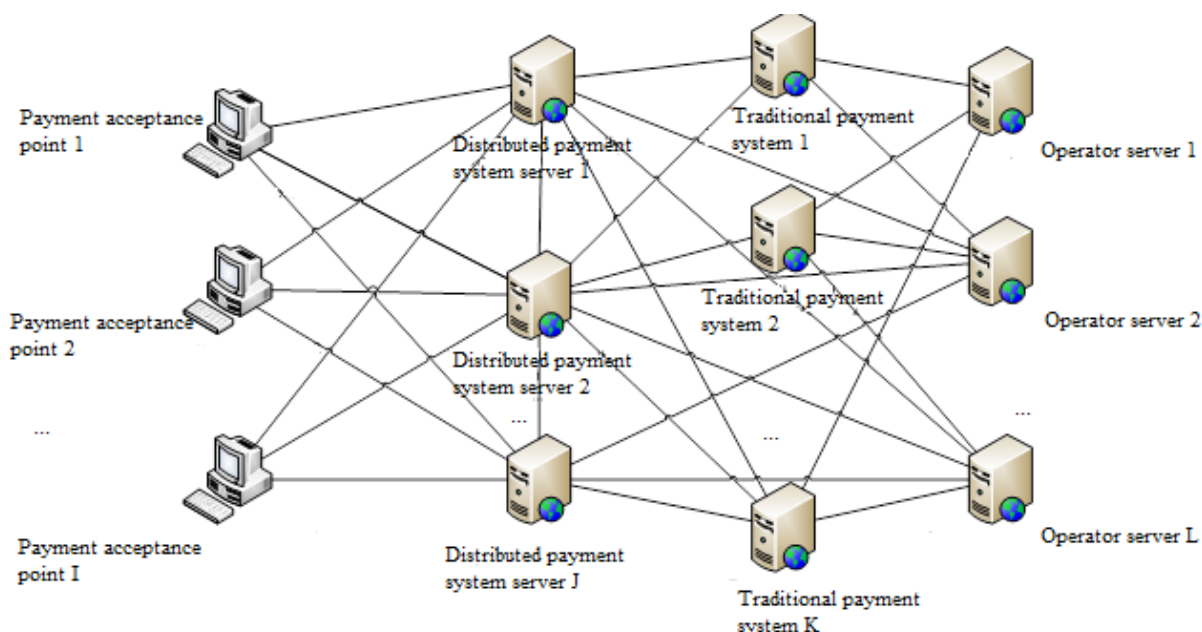 Payment acceptance
point 1
Distributed payment
system server 1
Traditional payment
system 1
Operator server 1
Payment acceptance
point 2
Distributed payment
system server 2
Traditional payment
system 2
Operator server 2
...
...
...
...
Payment acceptance
point I
Distributed payment
system server J
Traditional payment
system K
Operator server L